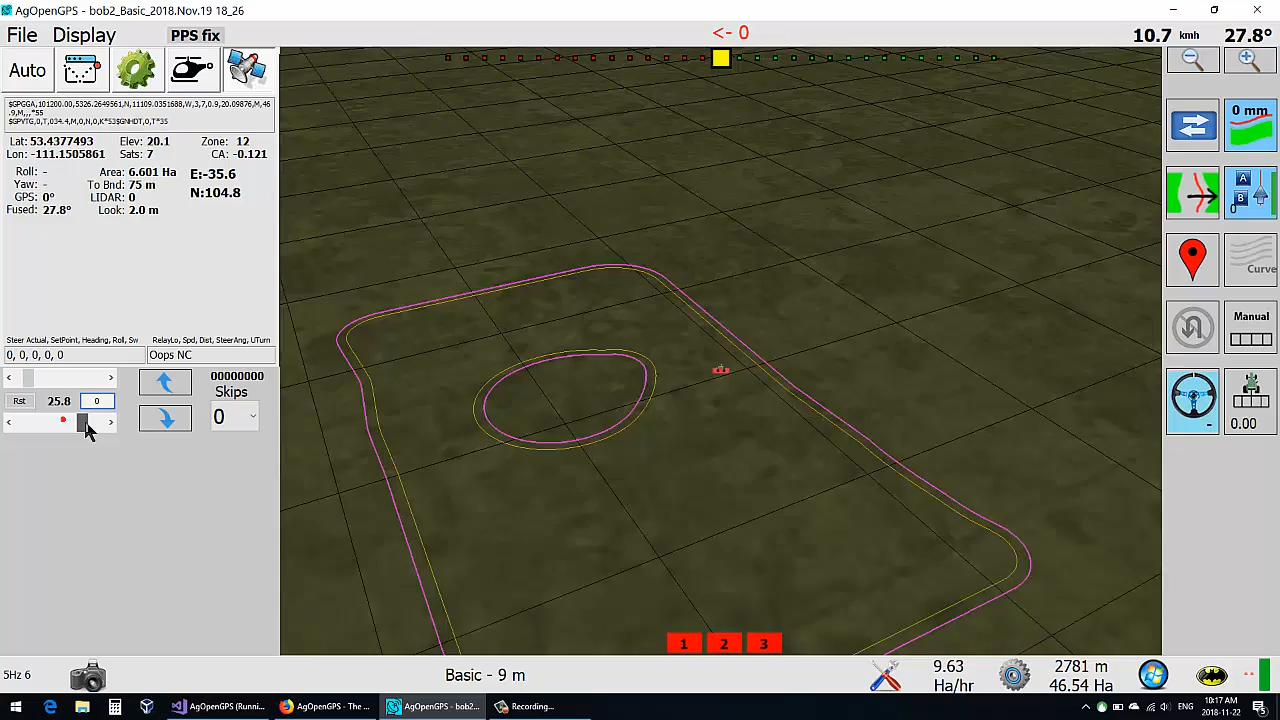 AgOpenGPS - bob2_Basic_2018.Nov.19 18_26
File Display PPS fix
<- 0
10.7 kmh 27.8°
Auto
$GPGGA,101200.00,5326.2649561,N,11109.0351688,W,3,7,0.9,20.09876,M,46
.9,M,,,*55
$GPVTG,0,T,034.4,M,0,N,0,K*53$GNHDT,0,T*35
Lat: 53.4377493 Elev: 20.1 Zone: 12
Lon: -111.1505861 Sats: 7 CA: -0.121
Roll: - Area: 6.601 Ha E:-35.6
Yaw: - To Bnd: 75 m N:104.8
GPS: 0° LIDAR: 0
Fused: 27.8° Look: 2.0 m
0 mm
A
B
0
Curve
Manual
Steer Actual, SetPoint, Heading, Roll, Sw RelayLo, Spd, Dist, SteerAng, UTurn
0, 0, 0, 0, 0 Oops NC
00000000
Rst 25.8 0 Skips
0
- 0.00
1 2 3
5Hz 6 Basic - 9 m 9.63 Ha/hr 2781 m 46.54 Ha
AgOpenGPS (Runni... AgOpenGPS - The ... AgOpenGPS - bob2... Recording...
ENG 10:17 AM
2018-11-22
5